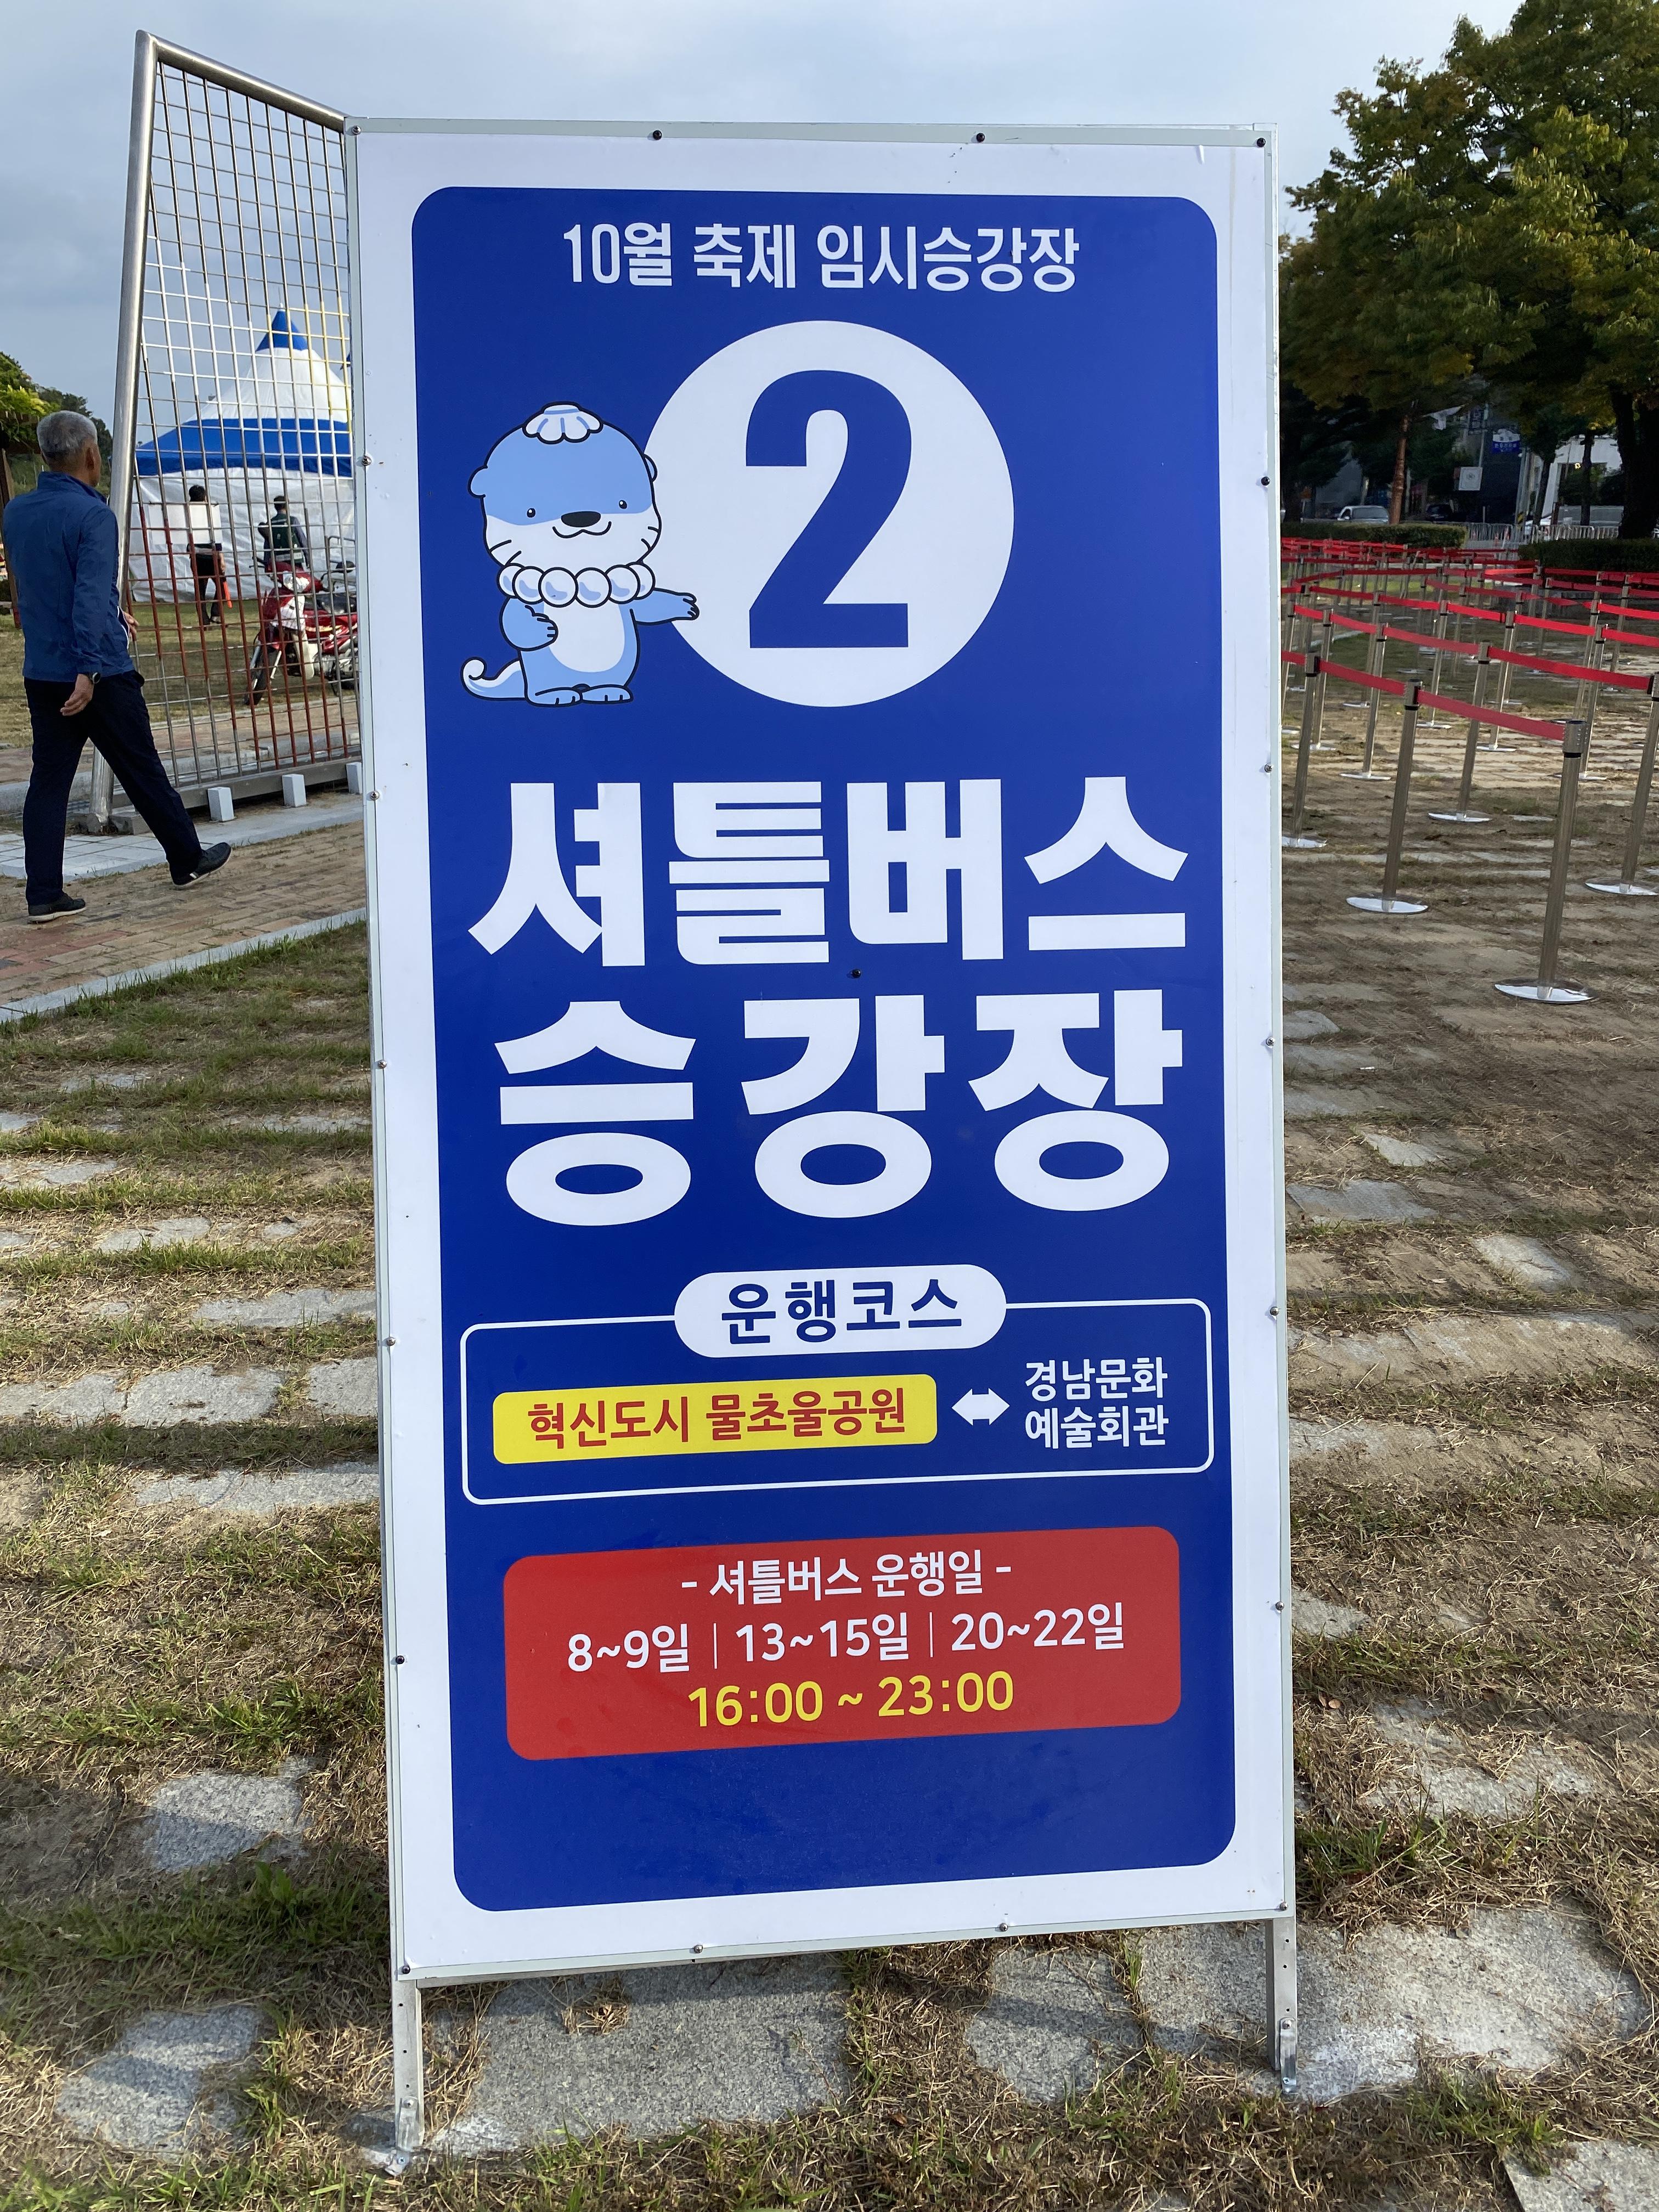 10월 축제 임시승강장
2
셔틀버스
승강장
운행코스
혁신도시 물초울공원 ↔ 경남문화
예술회관
- 셔틀버스 운행일 -
8~9일 | 13~15일 | 20~22일
16:00 ~ 23:00